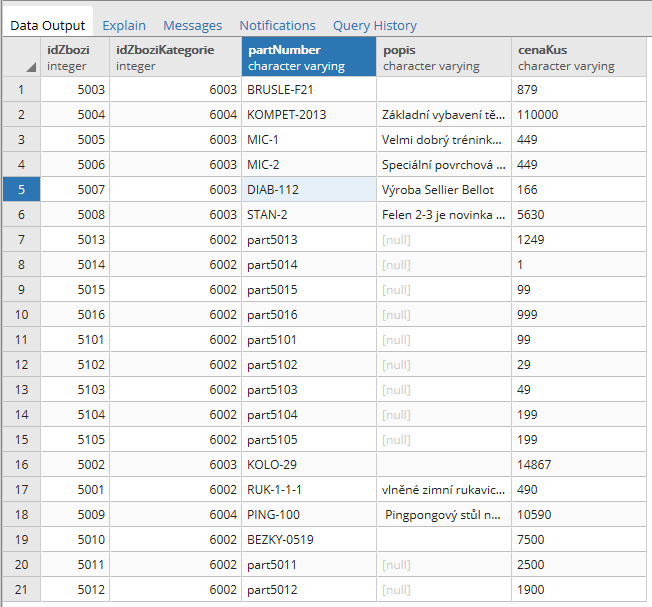 Data Output Explain Messages Notifications Query History
idZbozi idZboziKategorie partNumber popis cenaKus
integer integer character varying character varying character varying
1 5003 6003 BRUSLE-F21 879
2 5004 6004 KOMPET-2013 Základní vybavení tě... 110000
3 5005 6003 MIC-1 Velmi dobrý trénink... 449
4 5006 6003 MIC-2 Speciální povrchová ... 449
5 5007 6003 DIAB-112 Výroba Sellier Bellot 166
6 5008 6003 STAN-2 Felen 2-3 je novinka ... 5630
7 5013 6002 part5013 [null] 1249
8 5014 6002 part5014 [null] 1
9 5015 6002 part5015 [null] 99
10 5016 6002 part5016 [null] 999
11 5101 6002 part5101 [null] 99
12 5102 6002 part5102 [null] 29
13 5103 6002 part5103 [null] 49
14 5104 6002 part5104 [null] 199
15 5105 6002 part5105 [null] 199
16 5002 6003 KOLO-29 14867
17 5001 6002 RUK-1-1-1 vlněné zimní rukavic... 490
18 5009 6004 PING-100 Pingpongový stůl n... 10590
19 5010 6002 BEZKY-0519 7500
20 5011 6002 part5011 [null] 2500
21 5012 6002 part5012 [null] 1900